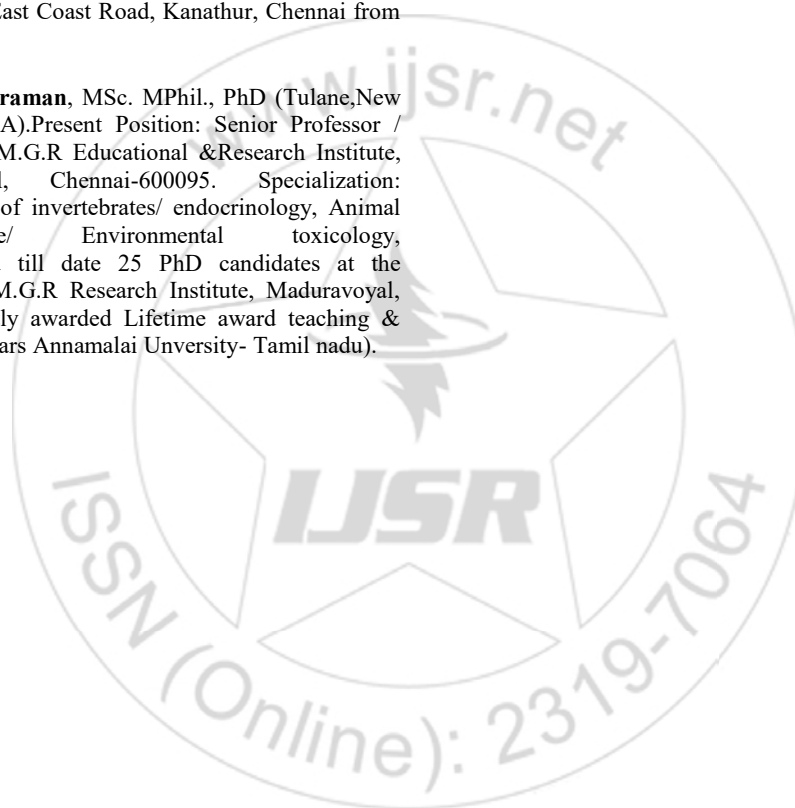 East Coast Road, Kanathur, Chennai from
raman, MSc. MPhil., PhD (Tulane,New
A).Present Position: Senior Professor /
M.G.R Educational &Research Institute,
l, Chennai-600095. Specialization:
of invertebrates/ endocrinology, Animal
e/ Environmental toxicology,
till date 25 PhD candidates at the
M.G.R Research Institute, Maduravoyal,
ly awarded Lifetime award teaching &
ars Annamalai Unversity- Tamil nadu).
www.ijsr.net
IJSR
ISSN (Online): 2319-7064